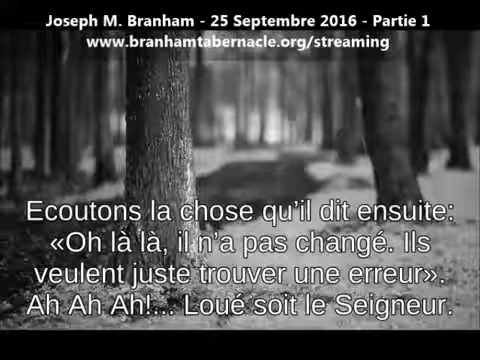 Joseph M. Branham - 25 Septembre 2016 - Partie 1
www.branhamtabernacle.org/streaming
Ecoutons la chose qu’il dit ensuite:
«Oh là là, il n’a pas changé. Ils
veulent juste trouver une erreur».
Ah Ah Ah!... Loué soit le Seigneur.